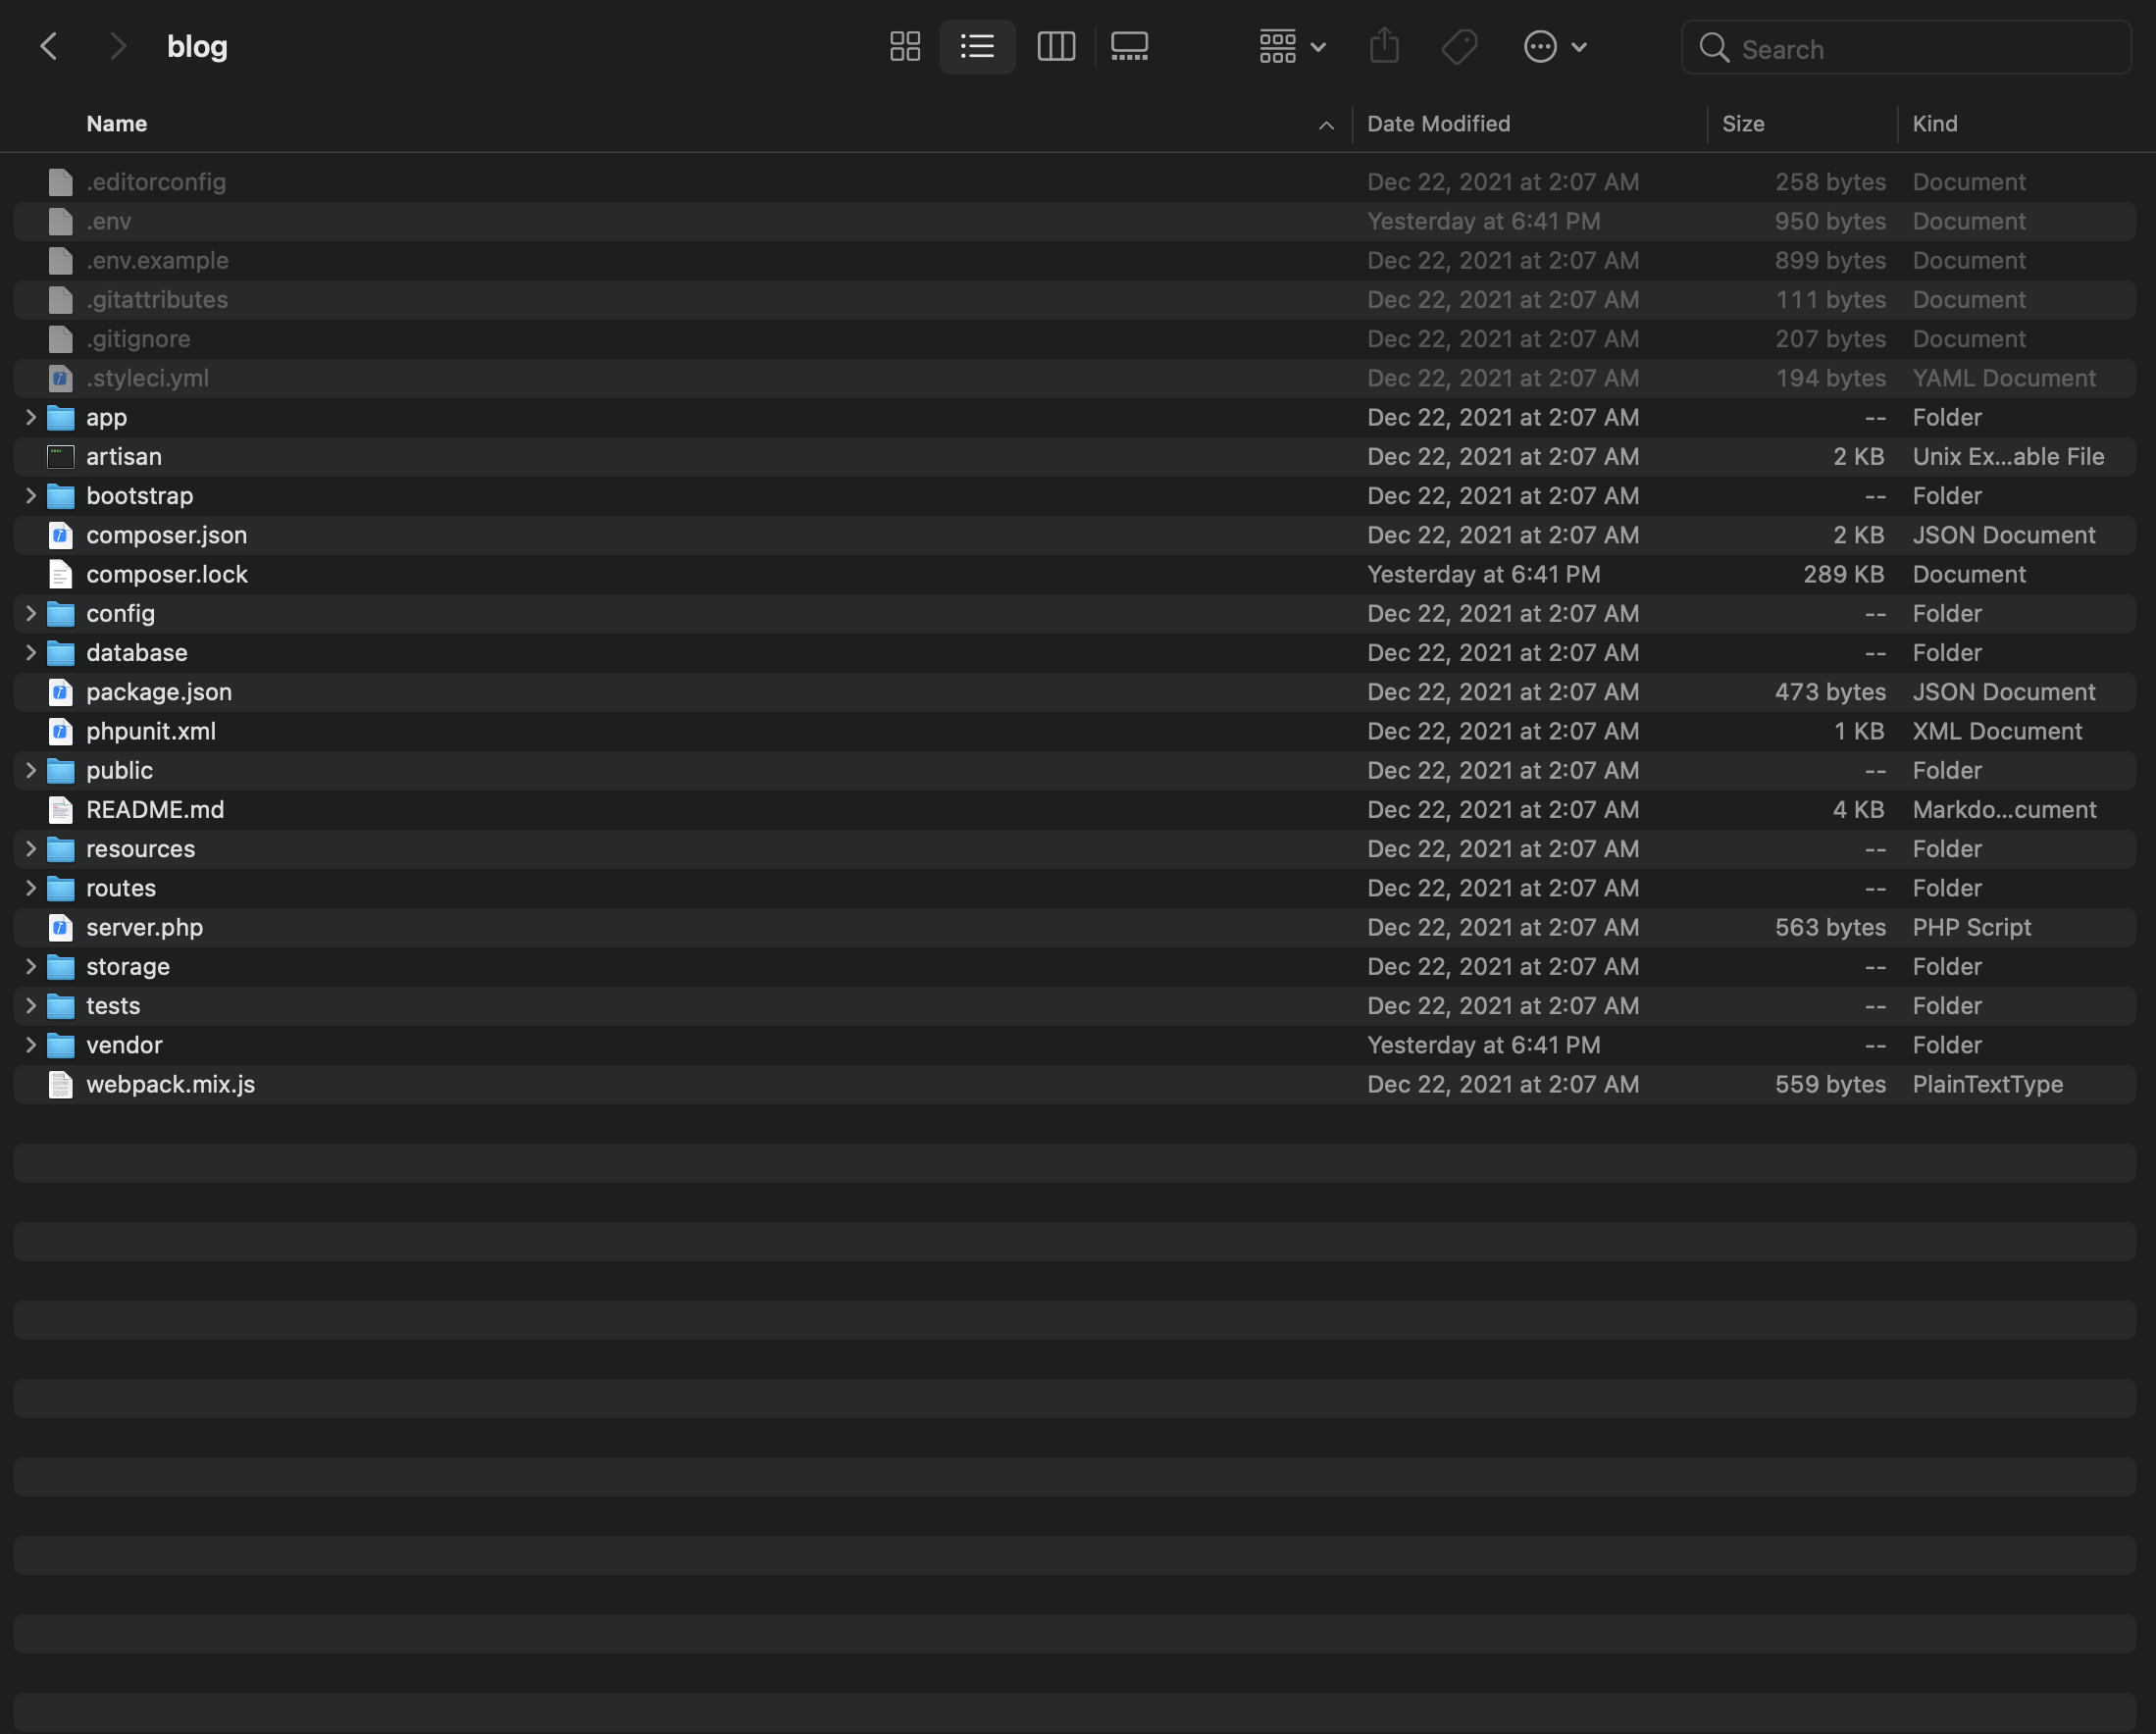 blog
Search
Name Date Modified Size Kind
.editorconfig Dec 22, 2021 at 2:07 AM 258 bytes Document
.env Yesterday at 6:41 PM 950 bytes Document
.env.example Dec 22, 2021 at 2:07 AM 899 bytes Document
.gitattributes Dec 22, 2021 at 2:07 AM 111 bytes Document
.gitignore Dec 22, 2021 at 2:07 AM 207 bytes Document
.styleci.yml Dec 22, 2021 at 2:07 AM 194 bytes YAML Document
app Dec 22, 2021 at 2:07 AM -- Folder
artisan Dec 22, 2021 at 2:07 AM 2 KB Unix Ex...able File
bootstrap Dec 22, 2021 at 2:07 AM -- Folder
composer.json Dec 22, 2021 at 2:07 AM 2 KB JSON Document
composer.lock Yesterday at 6:41 PM 289 KB Document
config Dec 22, 2021 at 2:07 AM -- Folder
database Dec 22, 2021 at 2:07 AM -- Folder
package.json Dec 22, 2021 at 2:07 AM 473 bytes JSON Document
phpunit.xml Dec 22, 2021 at 2:07 AM 1 KB XML Document
public Dec 22, 2021 at 2:07 AM -- Folder
README.md Dec 22, 2021 at 2:07 AM 4 KB Markdo...cument
resources Dec 22, 2021 at 2:07 AM -- Folder
routes Dec 22, 2021 at 2:07 AM -- Folder
server.php Dec 22, 2021 at 2:07 AM 563 bytes PHP Script
storage Dec 22, 2021 at 2:07 AM -- Folder
tests Dec 22, 2021 at 2:07 AM -- Folder
vendor Yesterday at 6:41 PM -- Folder
webpack.mix.js Dec 22, 2021 at 2:07 AM 559 bytes PlainTextType